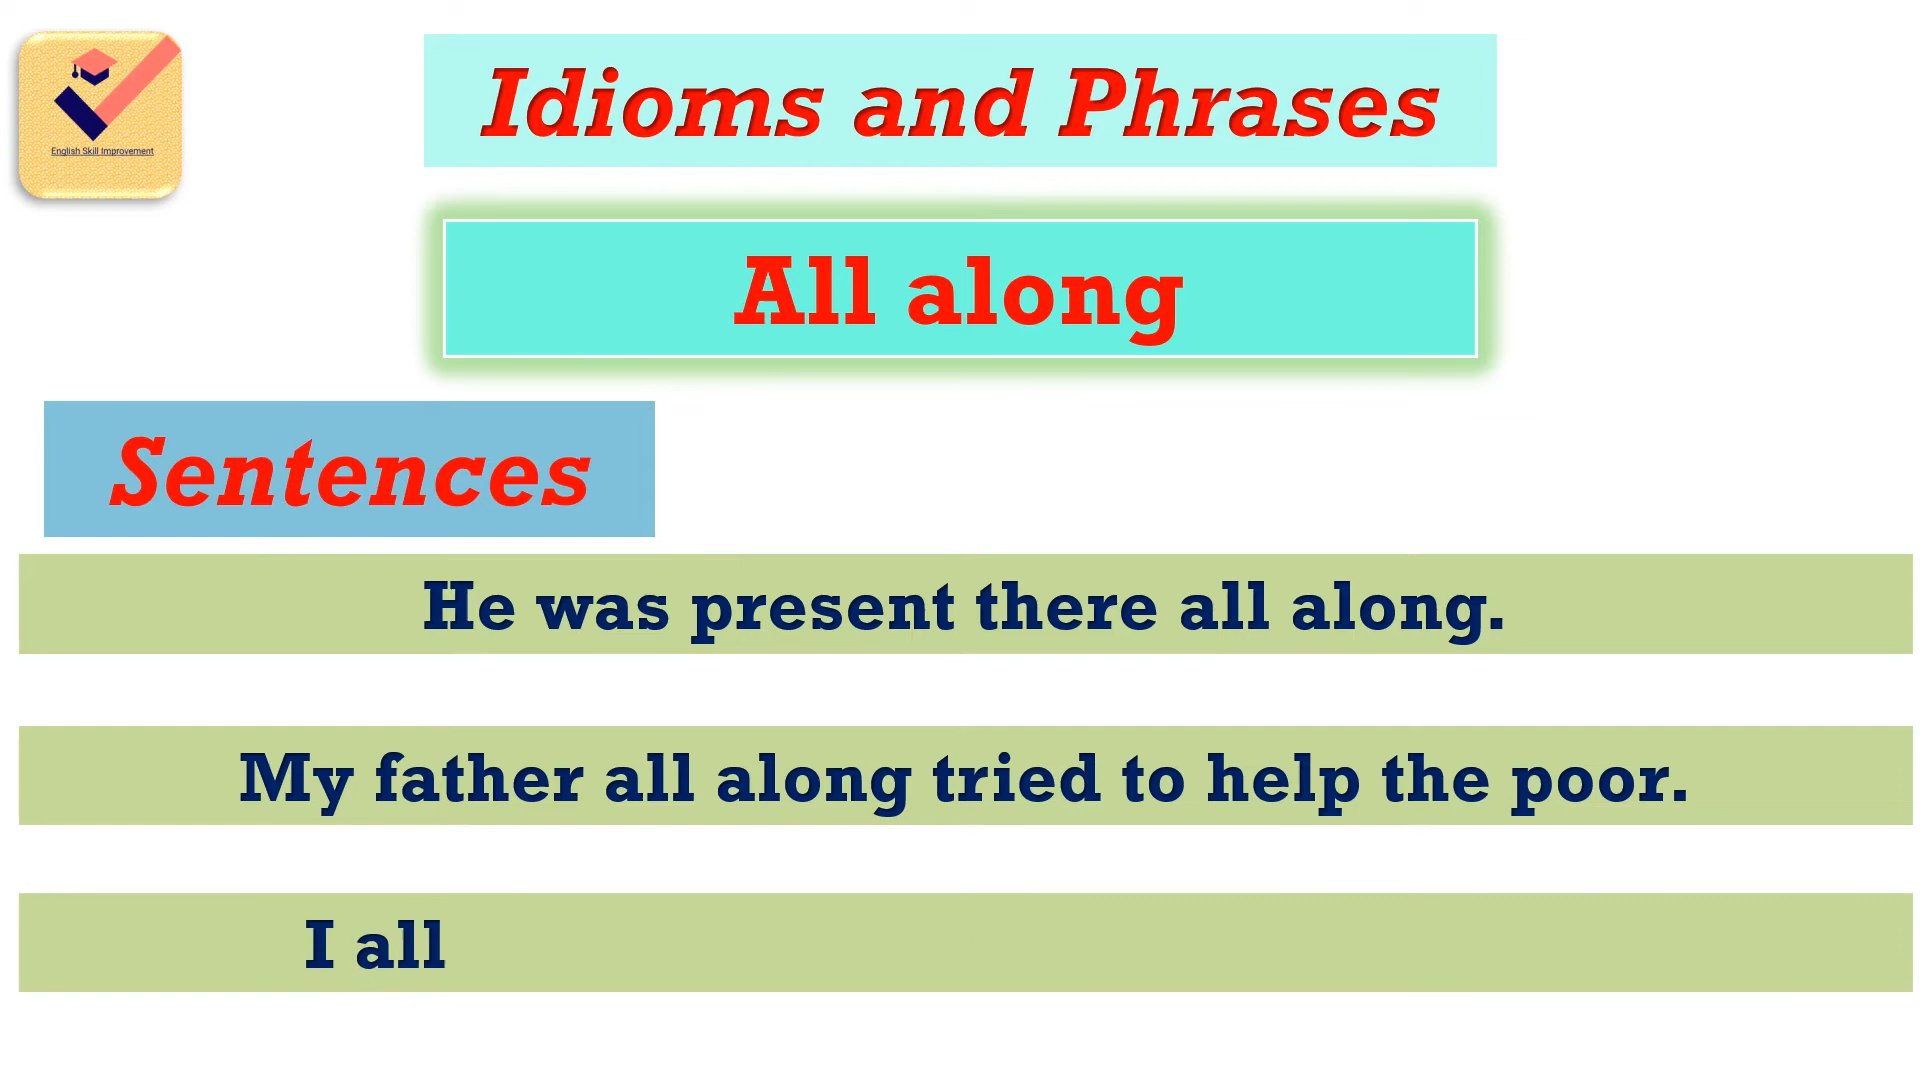 English Skill Improvement
Idioms and Phrases
All along
Sentences
He was present there all along.
My father all along tried to help the poor.
I all